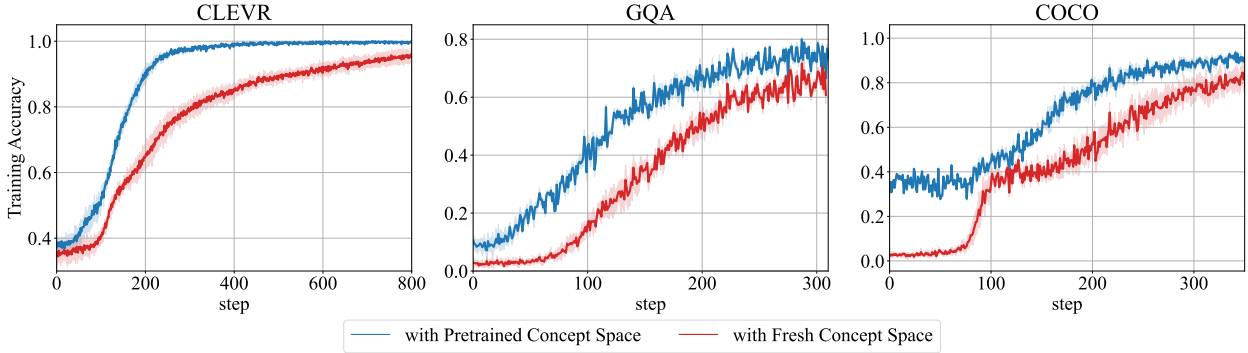 CLEVR
GQA
COCO
Training Accuracy
1.0
0.8
0.6
0.4
0 200 400 600 800
step
0.8
0.6
0.4
0.2
0.0
0 100 200 300
step
1.0
0.8
0.6
0.4
0.2
0.0
0 100 200 300
step
with Pretrained Concept Space
with Fresh Concept Space